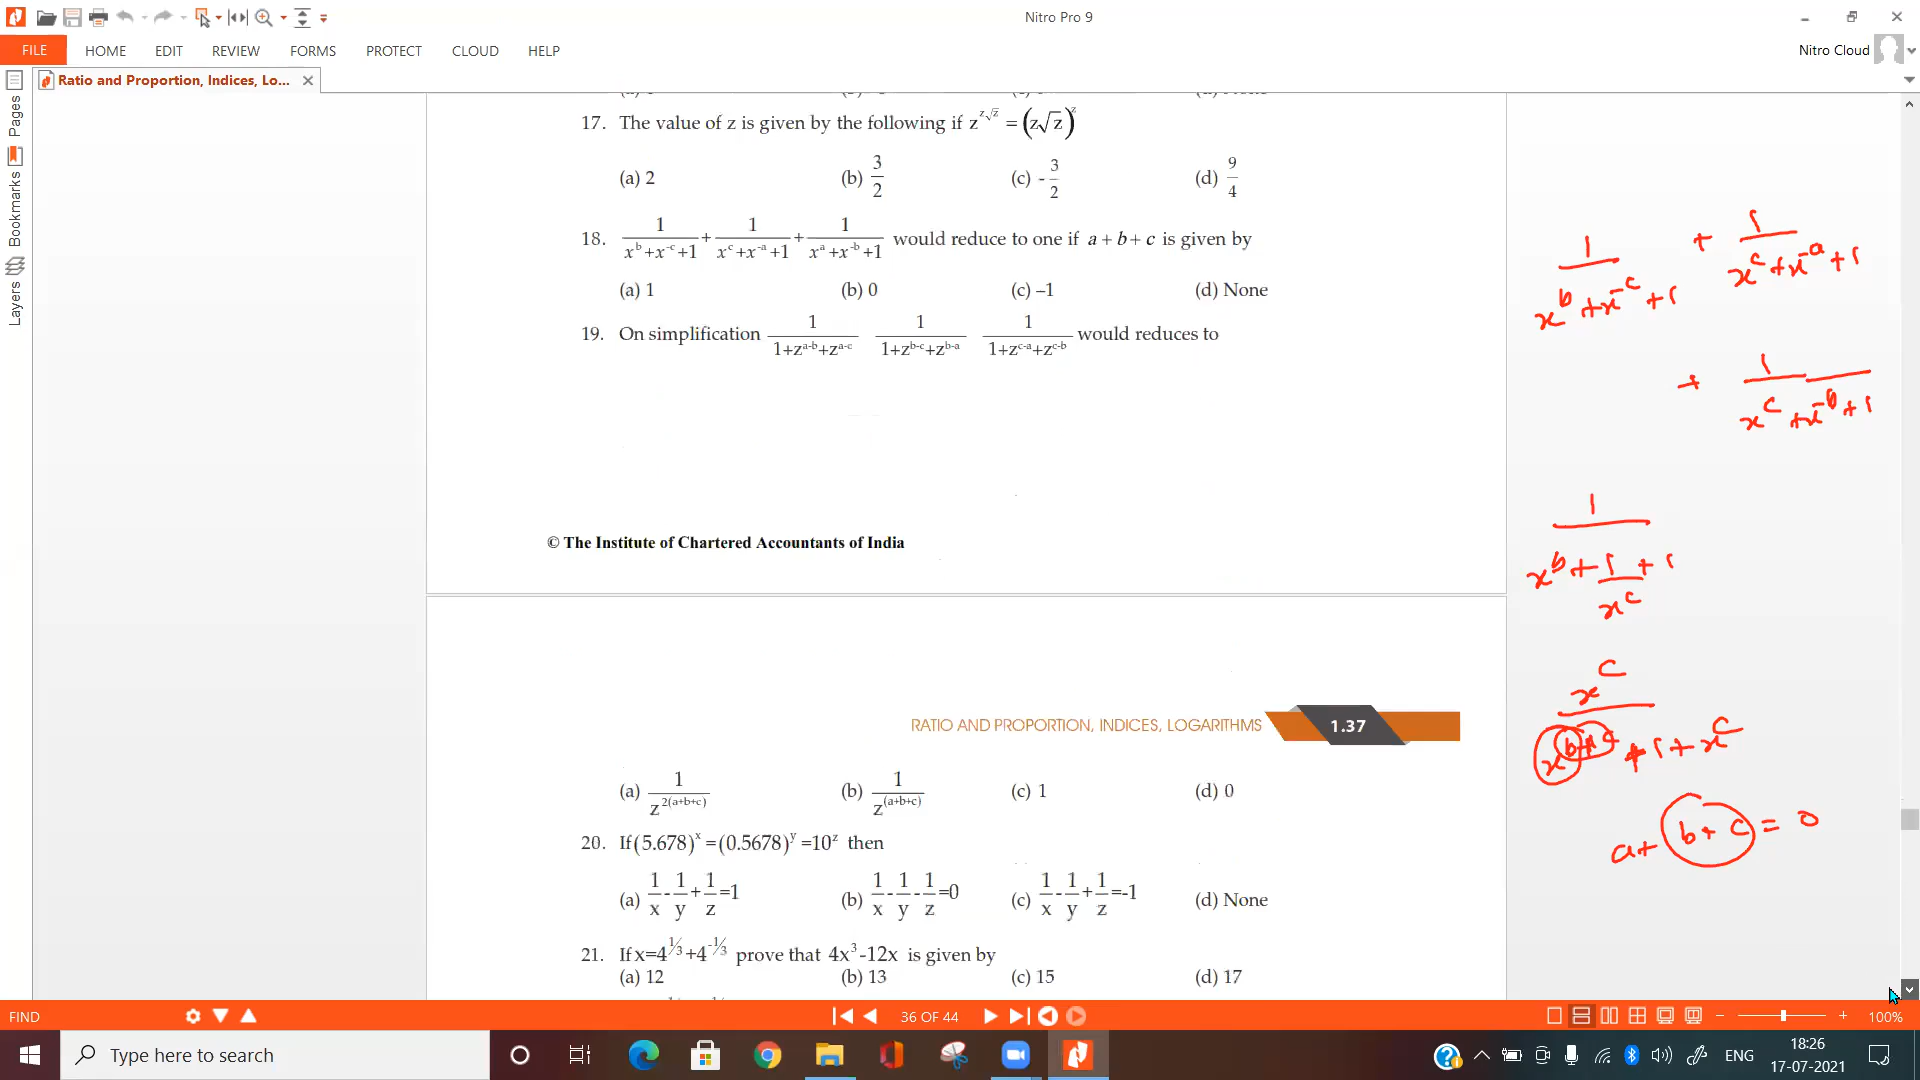 Nitro Pro 9
FILE HOME EDIT REVIEW FORMS PROTECT CLOUD HELP
Nitro Cloud
Ratio and Proportion, Indices, Lo...
Pages
Bookmarks
Layers
17. The value of z is given by the following if z^{z√z} = (z√z)^z
(a) 2 (b) 3/2 (c) -3/2 (d) 9/4
18. 1/(x^b+x^{-c}+1) + 1/(x^c+x^{-a}+1) + 1/(x^a+x^{-b}+1) would reduce to one if a + b + c is given by
(a) 1 (b) 0 (c) –1 (d) None
19. On simplification 1/(1+z^{a-b}+z^{a-c}) 1/(1+z^{b-c}+z^{b-a}) 1/(1+z^{c-a}+z^{c-b}) would reduces to
© The Institute of Chartered Accountants of India
RATIO AND PROPORTION, INDICES, LOGARITHMS 1.37
(a) 1/z^{2(a+b+c)} (b) 1/z^{(a+b+c)} (c) 1 (d) 0
20. If (5.678)^x = (0.5678)^y = 10^z then
(a) 1/x - 1/y + 1/z = 1 (b) 1/x - 1/y - 1/z = 0 (c) 1/x - 1/y + 1/z = -1 (d) None
21. If x=4^{1/3}+4^{-1/3} prove that 4x^3-12x is given by
(a) 12 (b) 13 (c) 15 (d) 17
1/(x^b + x^{-c} + 1) + 1/(x^c + x^{-a} + 1)
+ 1/(x^c + x^{-b} + 1)
1/(x^b + 1/x^c + 1)
x^c/(x^{b+c} + 1 + x^c)
a + b + c = 0
FIND
36 OF 44
100%
Type here to search
ENG
18:26
17-07-2021